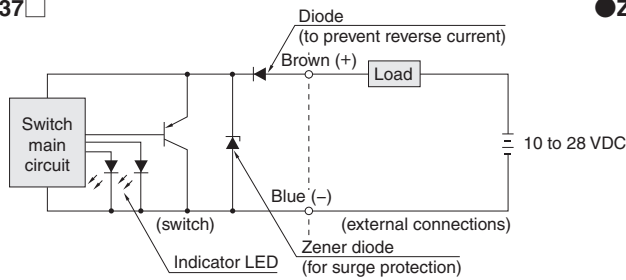 37□
●Z
Diode
(to prevent reverse current)
Brown (+)
Load
Switch
main
circuit
10 to 28 VDC
Blue (−)
(switch)
(external connections)
Indicator LED
Zener diode
(for surge protection)